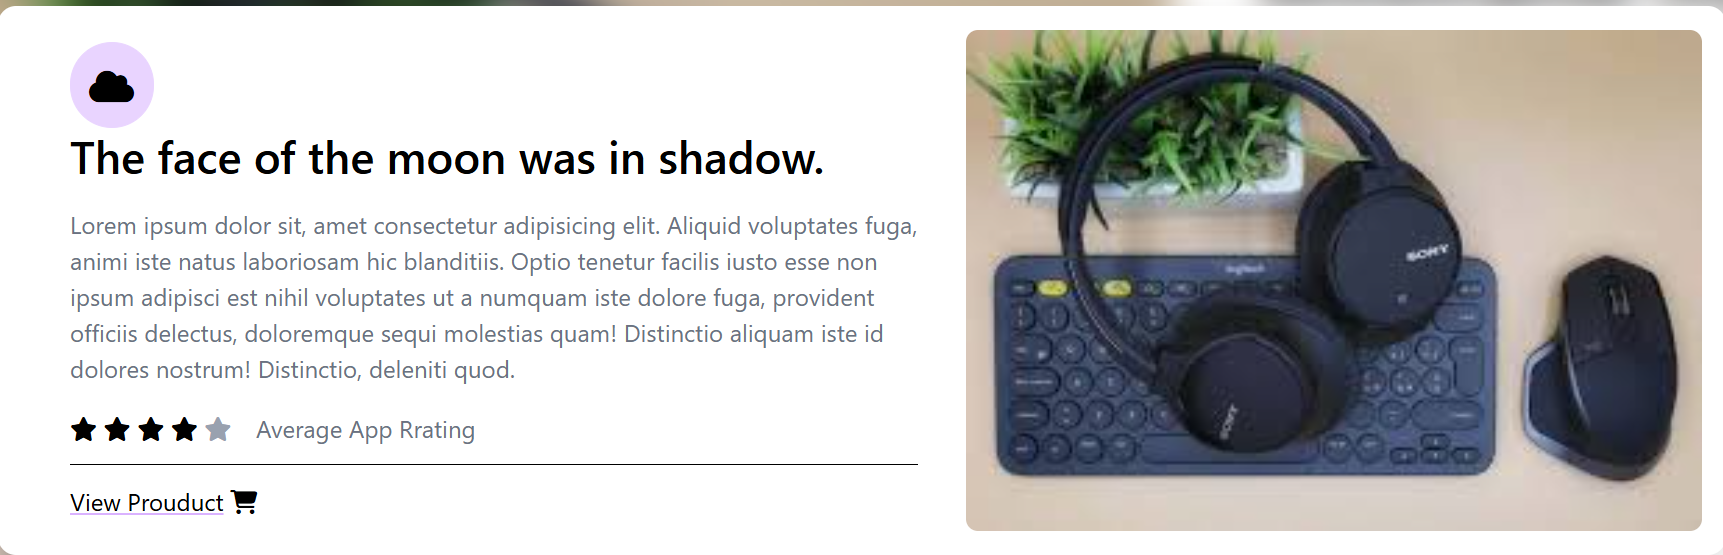 The face of the moon was in shadow.
Lorem ipsum dolor sit, amet consectetur adipisicing elit. Aliquid voluptates fuga,
animi iste natus laboriosam hic blanditiis. Optio tenetur facilis iusto esse non
ipsum adipisci est nihil voluptates ut a numquam iste dolore fuga, provident
officiis delectus, doloremque sequi molestias quam! Distinctio aliquam iste id
dolores nostrum! Distinctio, deleniti quod.
Average App Rrating
View Prouduct
SONY
logitech
SONY